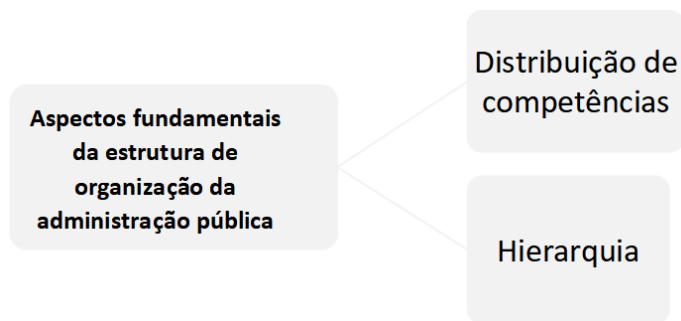 Aspectos fundamentais
da estrutura de
organização da
administração pública
Distribuição de
competências
Hierarquia